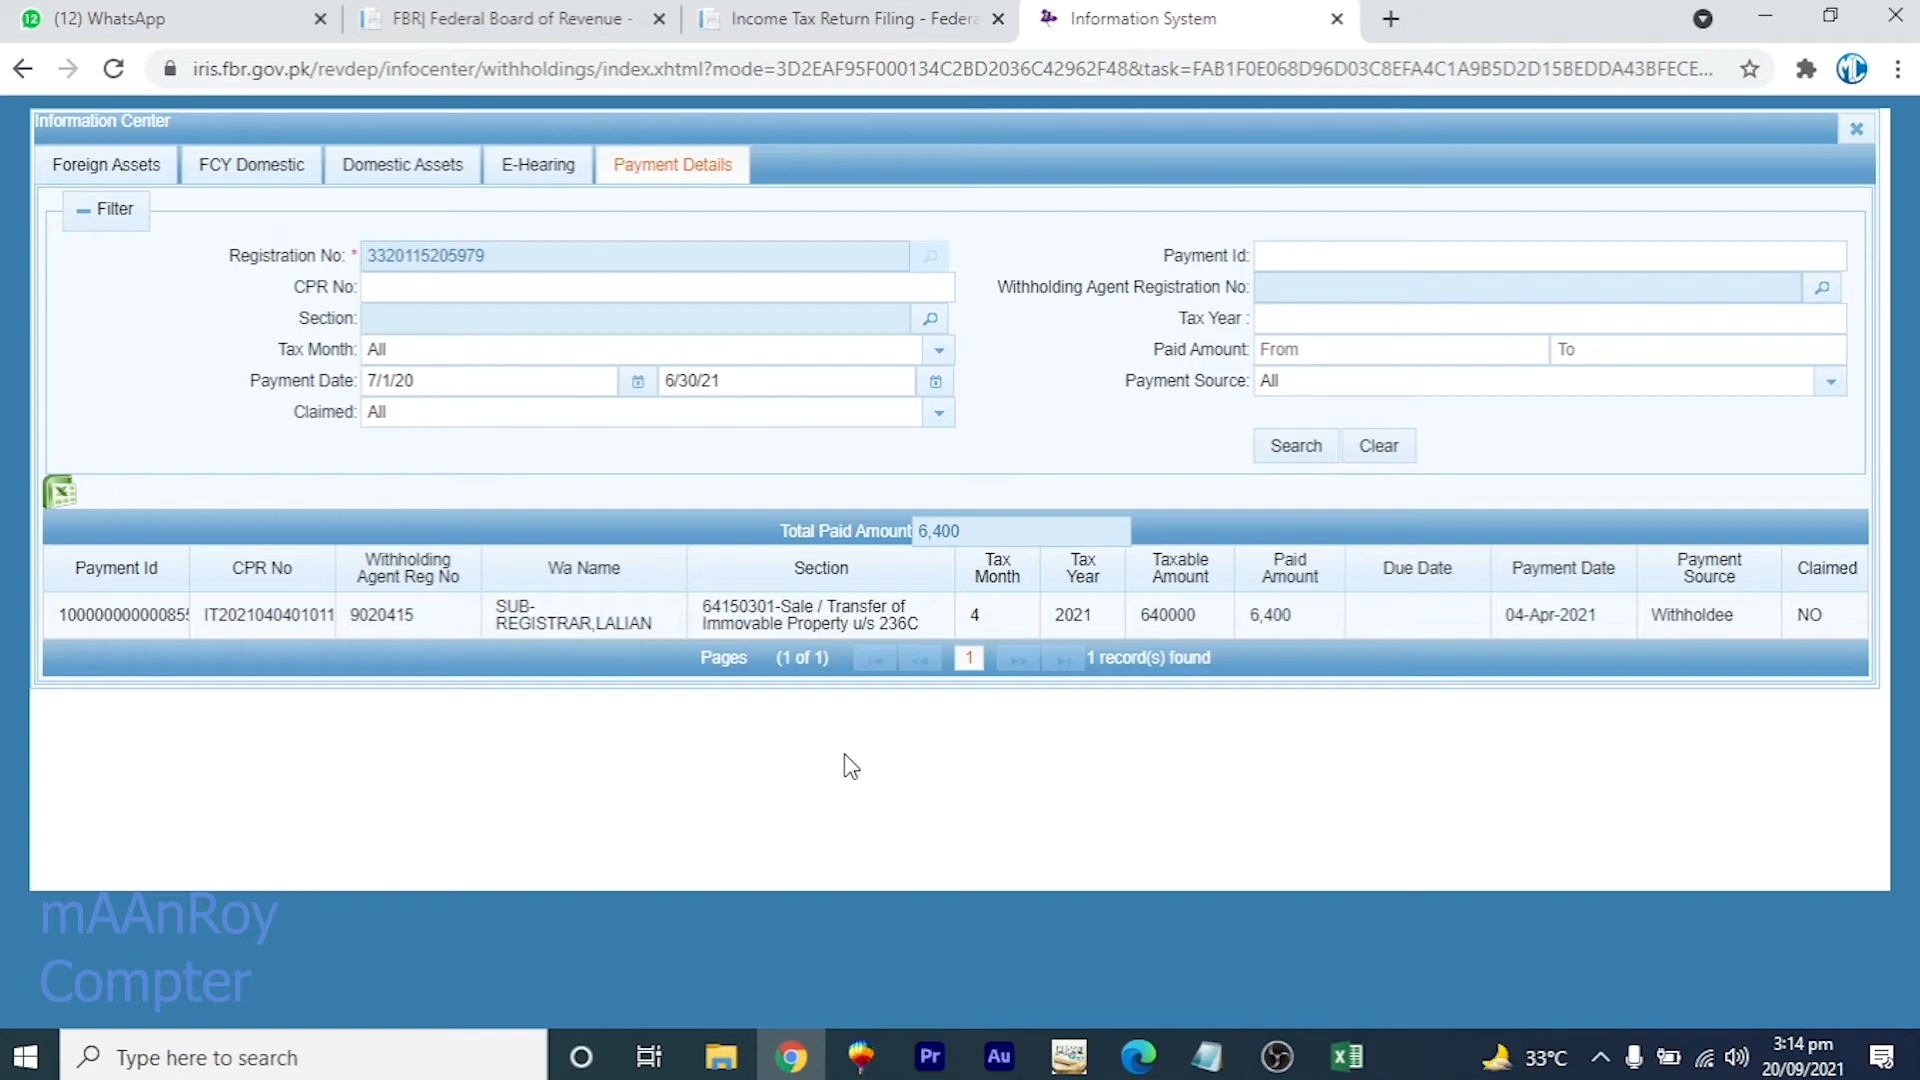 12 (12) WhatsApp
FBR| Federal Board of Revenue -
Income Tax Return Filing - Federa
Information System
iris.fbr.gov.pk/revdep/infocenter/withholdings/index.xhtml?mode=3D2EAF95F000134C2BD2036C42962F48&task=FAB1F0E068D96D03C8EFA4C1A9B5D2D15BEDDA43BFECE...
MC
Information Center
Foreign Assets FCY Domestic Domestic Assets E-Hearing Payment Details
Filter
Registration No: * 3320115205979 Payment Id:
CPR No: Withholding Agent Registration No:
Section: Tax Year :
Tax Month: All Paid Amount: From To
Payment Date: 7/1/20 6/30/21 Payment Source: All
Claimed: All
Search Clear
Total Paid Amount 6,400
Payment Id CPR No Withholding Agent Reg No Wa Name Section Tax Month Tax Year Taxable Amount Paid Amount Due Date Payment Date Payment Source Claimed
10000000000085 IT2021040401011 9020415 SUB-REGISTRAR,LALIAN 64150301-Sale / Transfer of Immovable Property u/s 236C 4 2021 640000 6,400 04-Apr-2021 Withholdee NO
Pages (1 of 1) 1 1 record(s) found
mAAnRoy
Compter
Type here to search
Pr Au
33°C
3:14 pm
20/09/2021